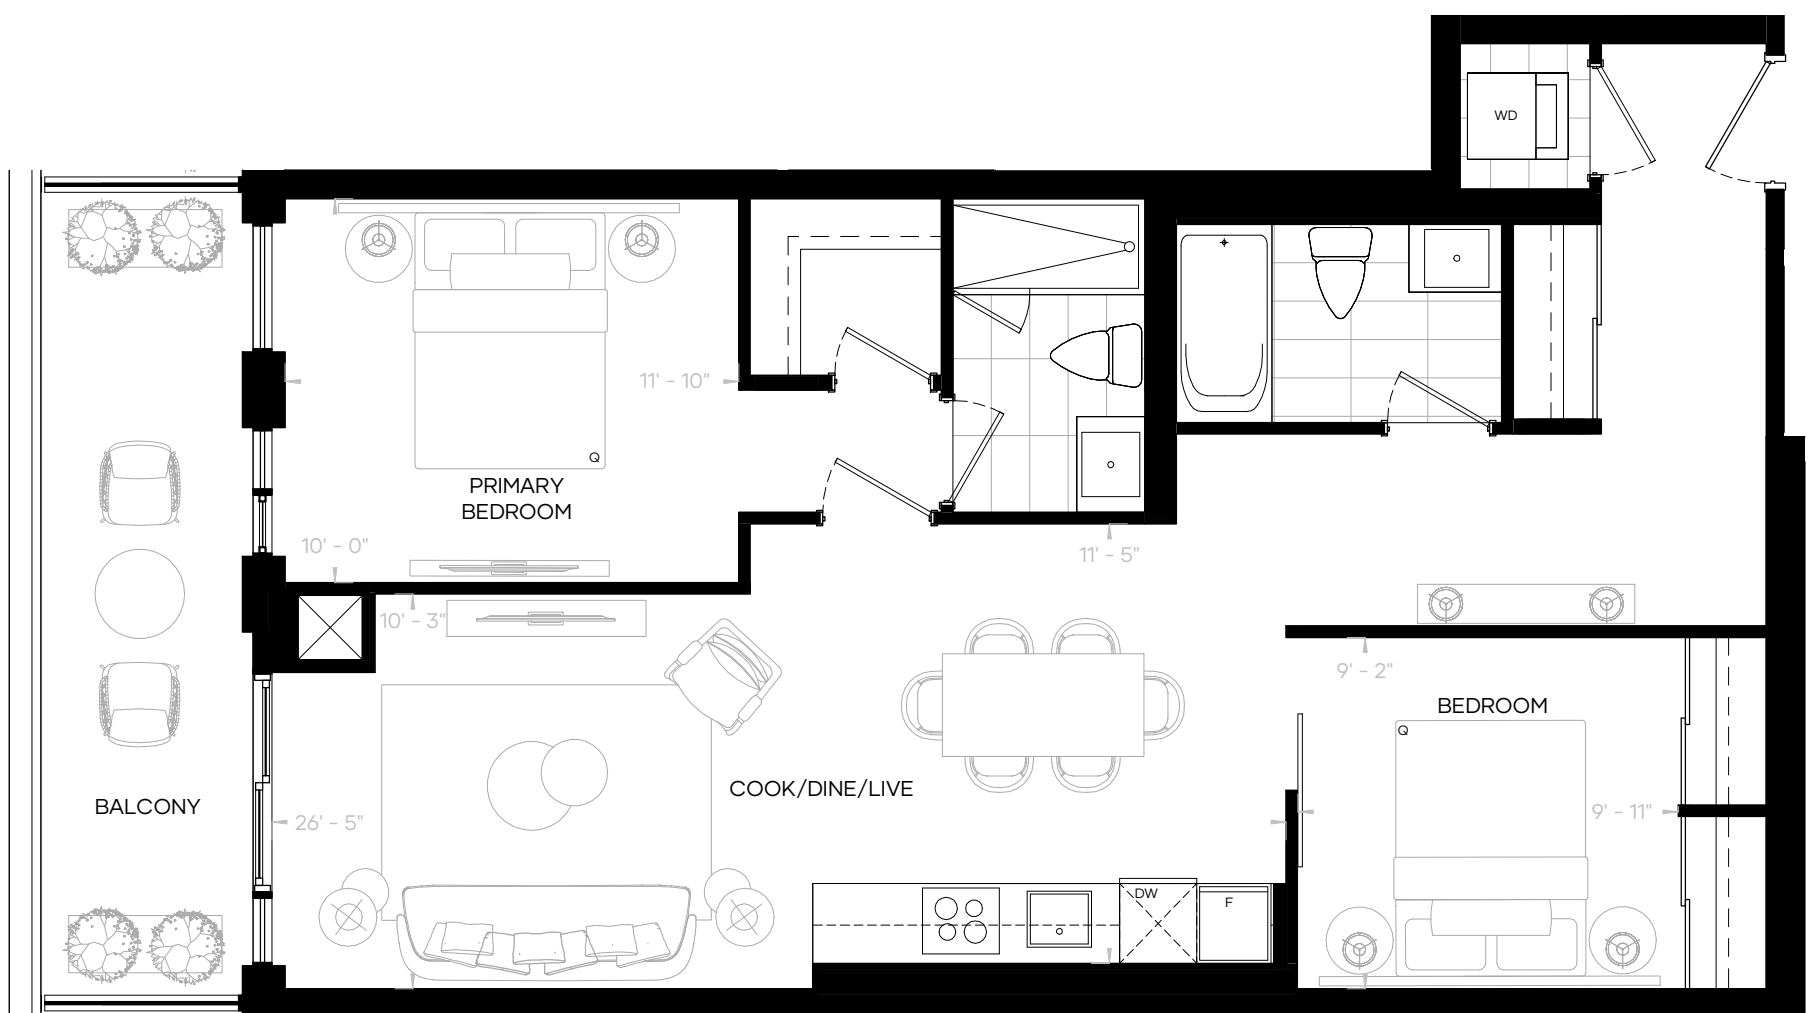 WD
11' - 10"
Q
PRIMARY
BEDROOM
10' - 0"
11' - 5"
10' - 3"
9' - 2"
BEDROOM
Q
COOK/DINE/LIVE
BALCONY
26' - 5"
9' - 11"
DW
F